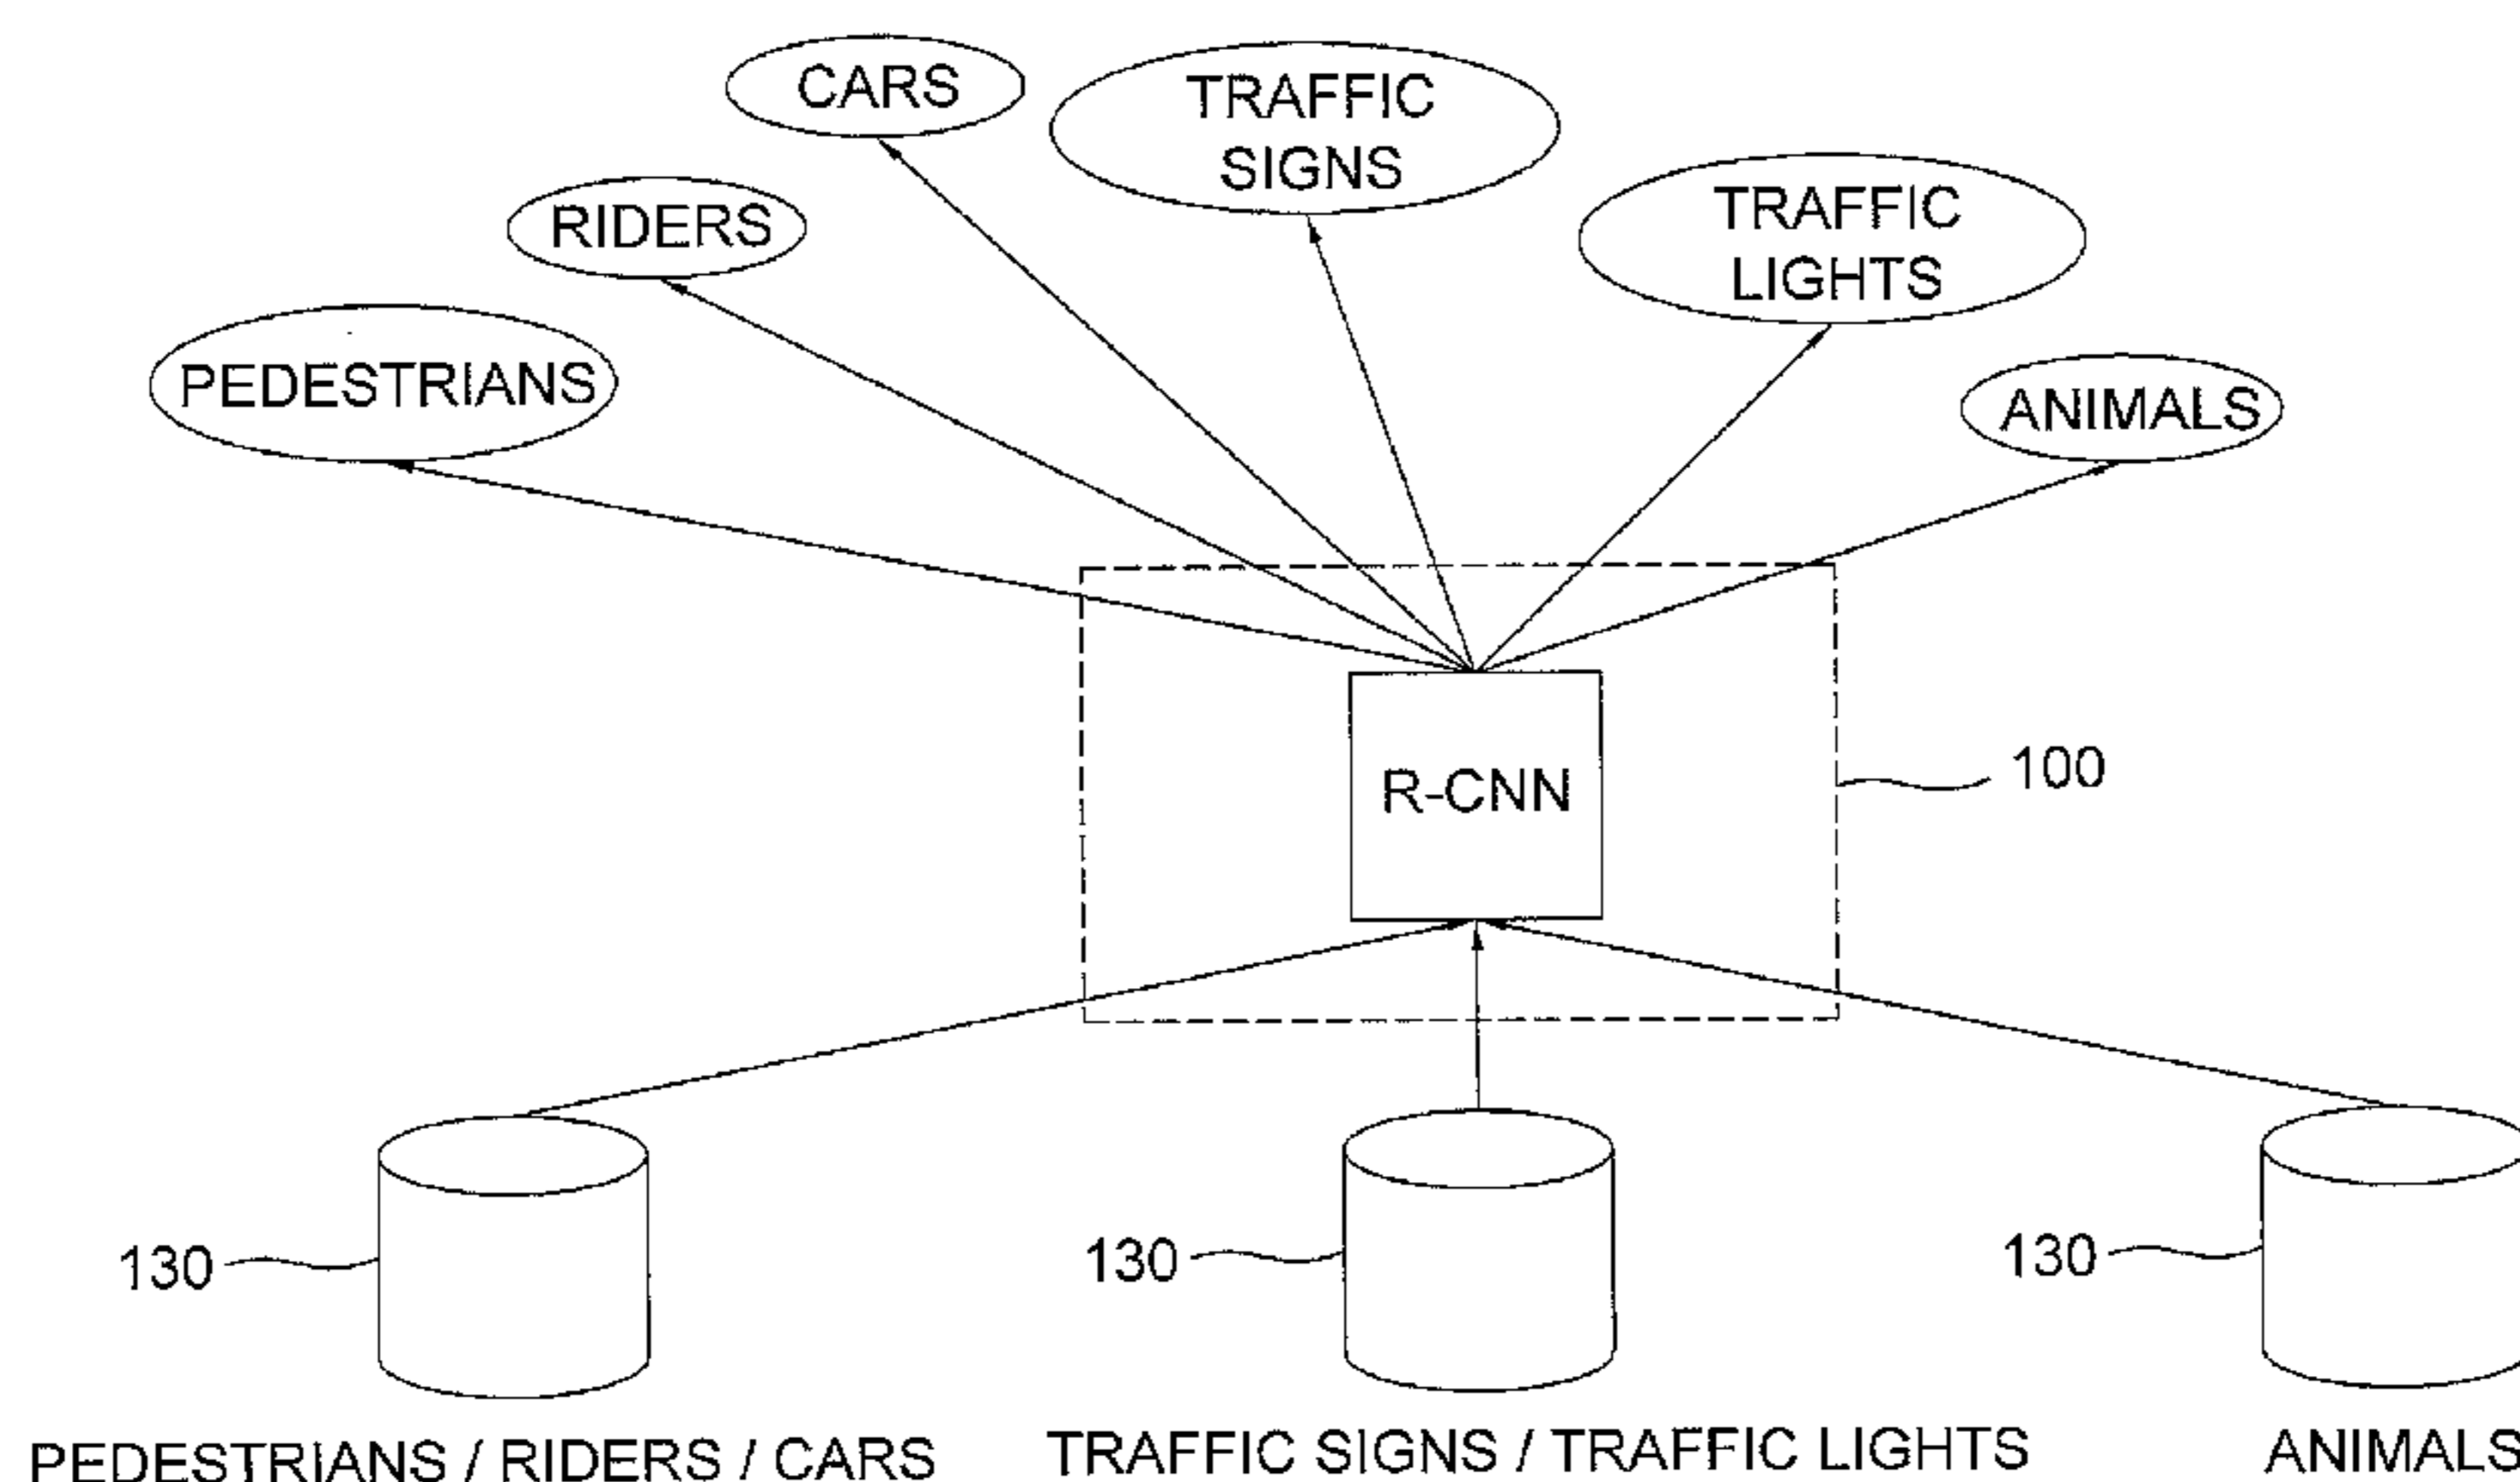 CARS
TRAFFIC
SIGNS
TRAFFIC
LIGHTS
RIDERS
PEDESTRIANS
ANIMALS
R-CNN
100
130
130
130
PEDESTRIANS / RIDERS / CARS
TRAFFIC SIGNS / TRAFFIC LIGHTS
ANIMALS